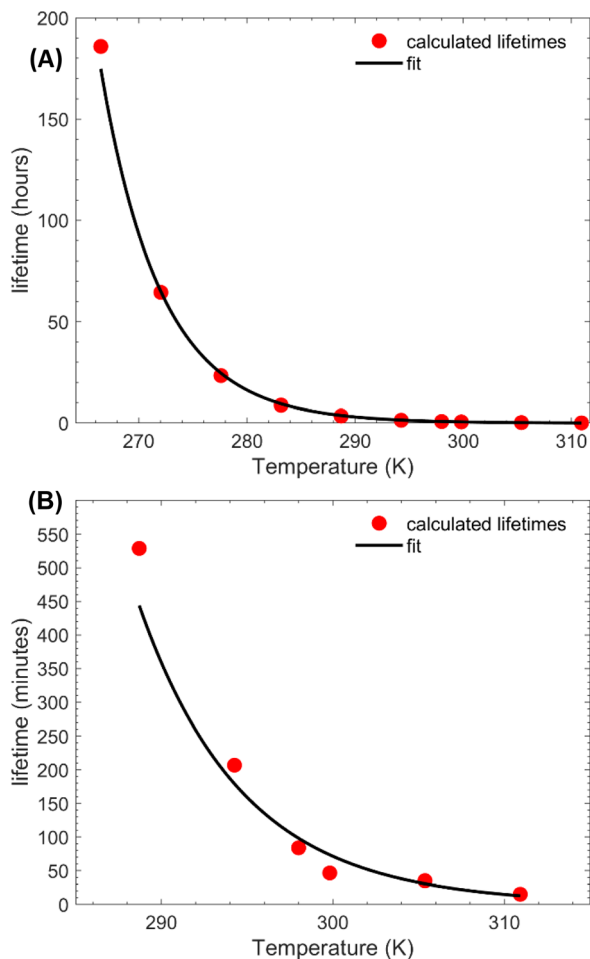 (A)
200
150
100
50
0
lifetime (hours)
calculated lifetimes
fit
270 280 290 300 310
Temperature (K)
(B)
550
500
450
400
350
300
250
200
150
100
50
0
lifetime (minutes)
calculated lifetimes
fit
290 300 310
Temperature (K)